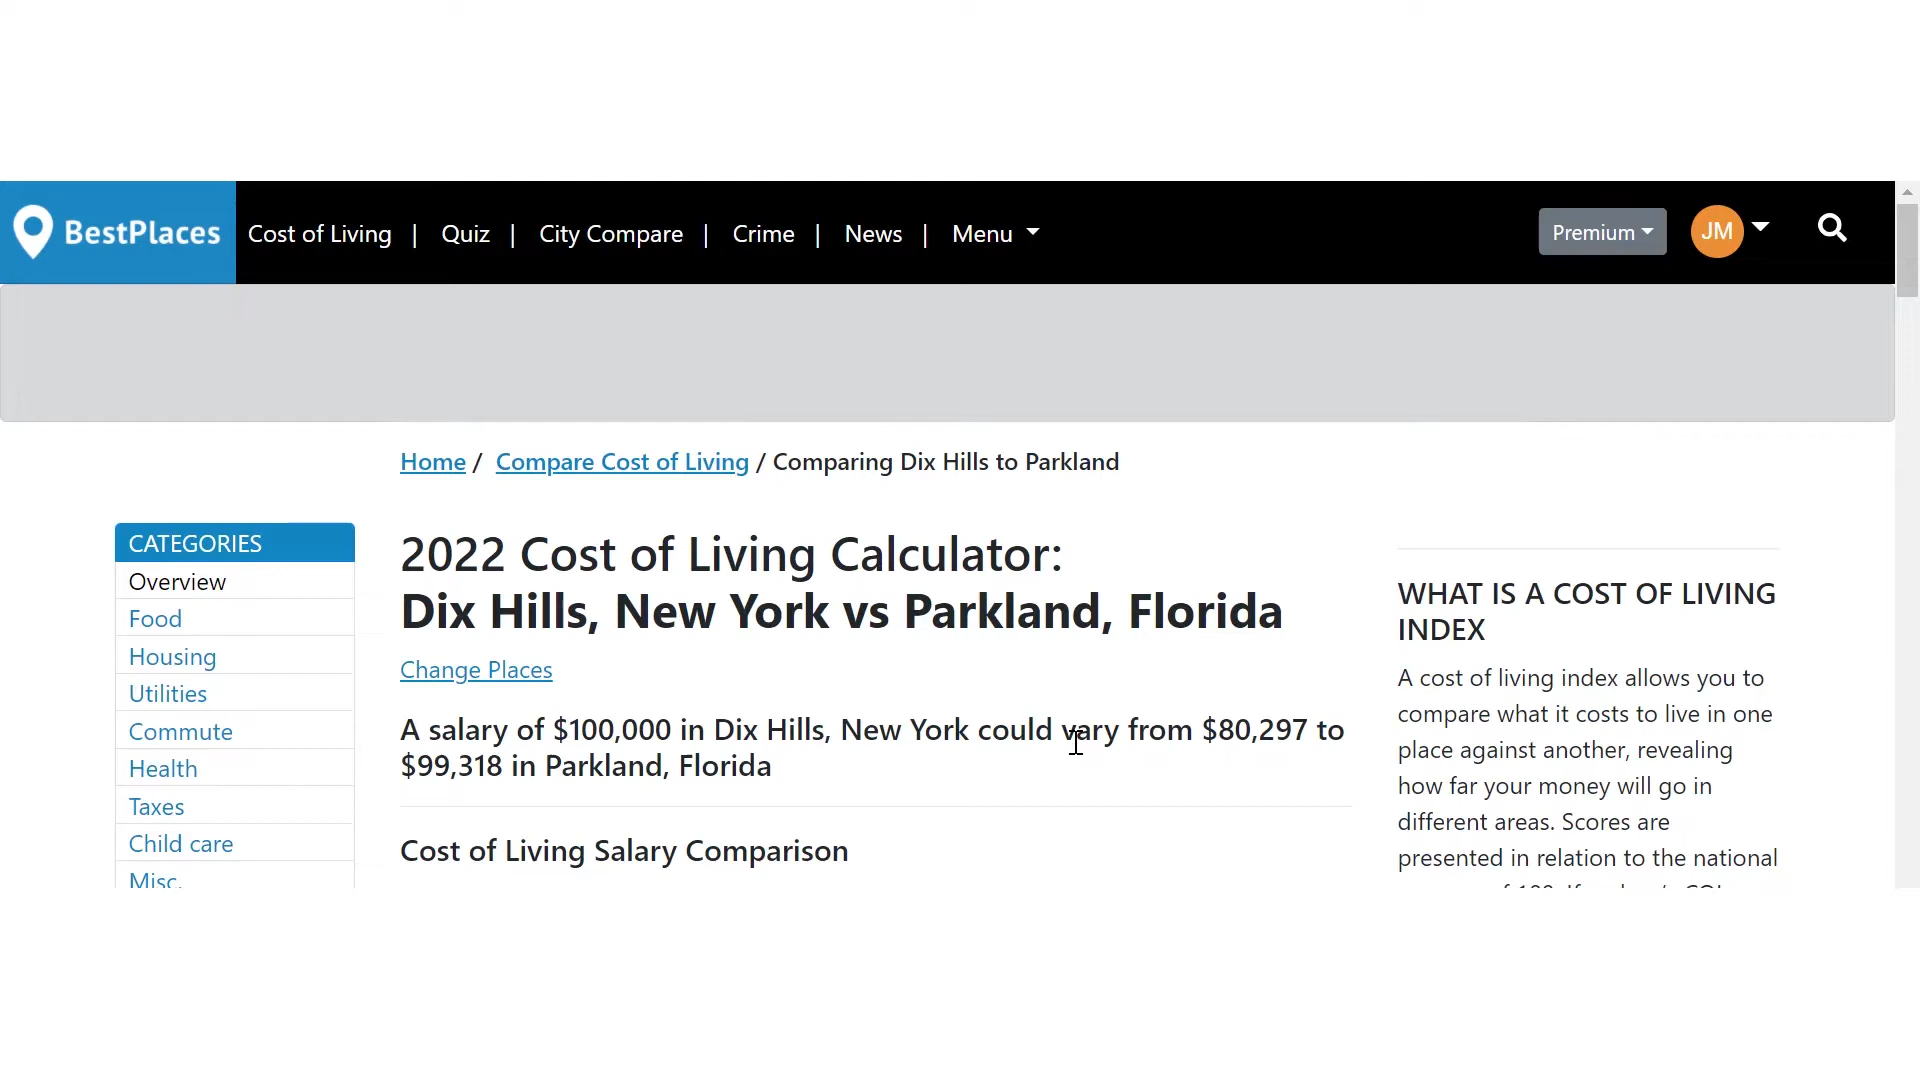 BestPlaces
Cost of Living | Quiz | City Compare | Crime | News | Menu
Premium
JM
Home / Compare Cost of Living / Comparing Dix Hills to Parkland
CATEGORIES
Overview
Food
Housing
Utilities
Commute
Health
Taxes
Child care
Misc.
2022 Cost of Living Calculator:
Dix Hills, New York vs Parkland, Florida
Change Places
A salary of $100,000 in Dix Hills, New York could vary from $80,297 to
$99,318 in Parkland, Florida
Cost of Living Salary Comparison
WHAT IS A COST OF LIVING
INDEX
A cost of living index allows you to
compare what it costs to live in one
place against another, revealing
how far your money will go in
different areas. Scores are
presented in relation to the national